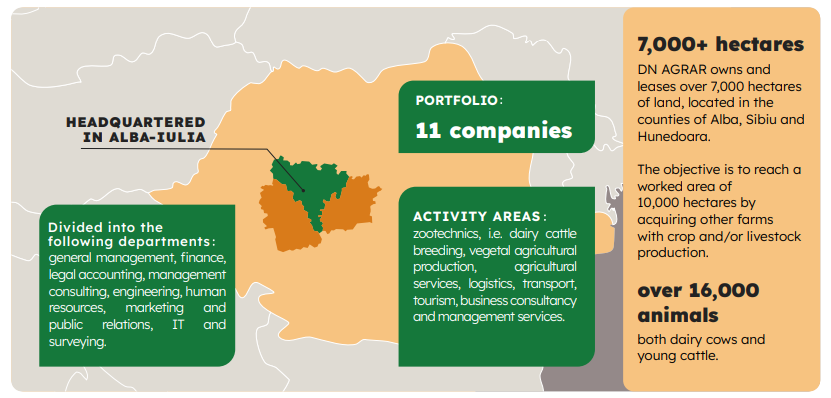 HEADQUARTERED
IN ALBA-IULIA
Divided into the
following departments:
general management, finance,
legal accounting, management
consulting, engineering, human
resources, marketing and
public relations, IT and
surveying.
PORTFOLIO:
11 companies
ACTIVITY AREAS:
zootechnics, i.e. dairy cattle
breeding, vegetal agricultural
production, agricultural
services, logistics, transport,
tourism, business consultancy
and management services.
7,000+ hectares
DN AGRAR owns and
leases over 7,000 hectares
of land, located in the
counties of Alba, Sibiu and
Hunedoara.
The objective is to reach a
worked area of
10,000 hectares by
acquiring other farms
with crop and/or livestock
production.
over 16,000
animals
both dairy cows and
young cattle.